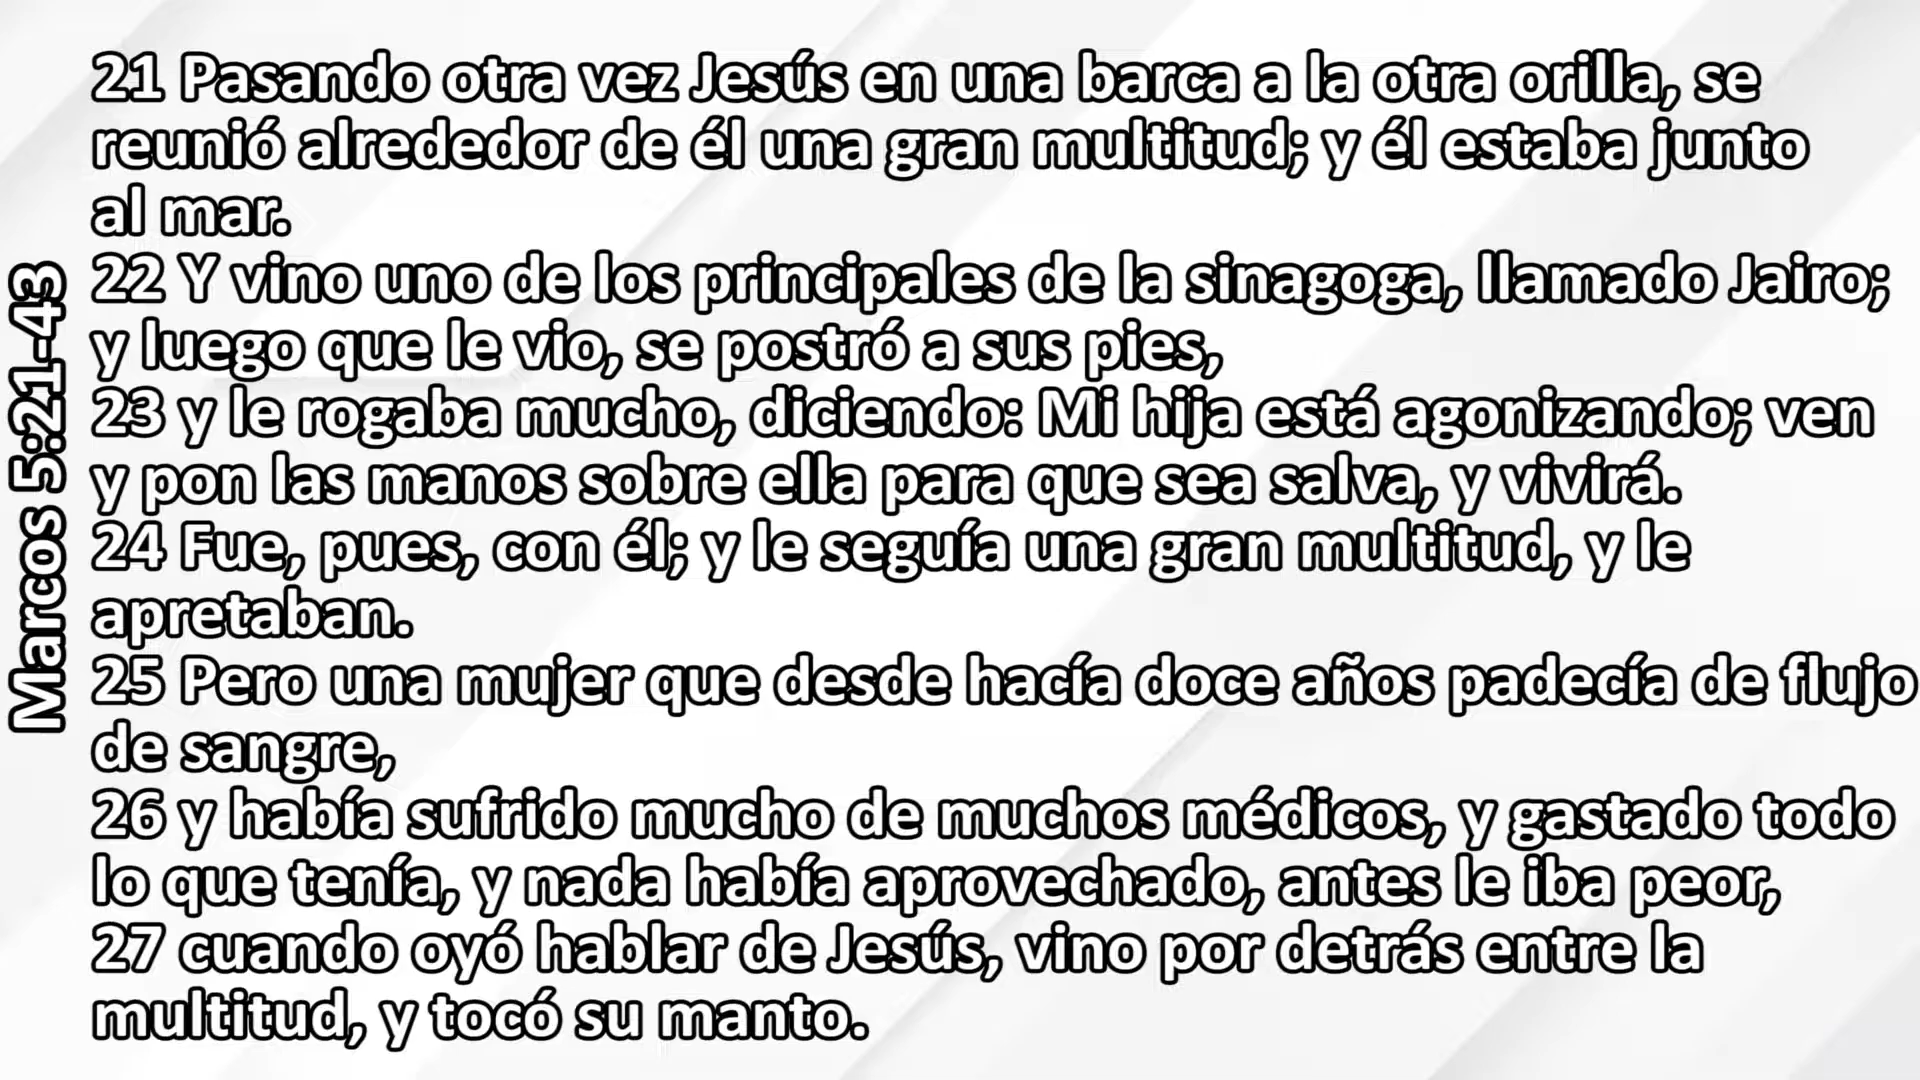 Marcos 5:21-43
21 Pasando otra vez Jesús en una barca a la otra orilla, se
reunió alrededor de él una gran multitud; y él estaba junto
al mar.
22 Y vino uno de los principales de la sinagoga, llamado Jairo;
y luego que le vio, se postró a sus pies,
23 y le rogaba mucho, diciendo: Mi hija está agonizando; ven
y pon las manos sobre ella para que sea salva, y vivirá.
24 Fue, pues, con él; y le seguía una gran multitud, y le
apretaban.
25 Pero una mujer que desde hacía doce años padecía de flujo
de sangre,
26 y había sufrido mucho de muchos médicos, y gastado todo
lo que tenía, y nada había aprovechado, antes le iba peor,
27 cuando oyó hablar de Jesús, vino por detrás entre la
multitud, y tocó su manto.